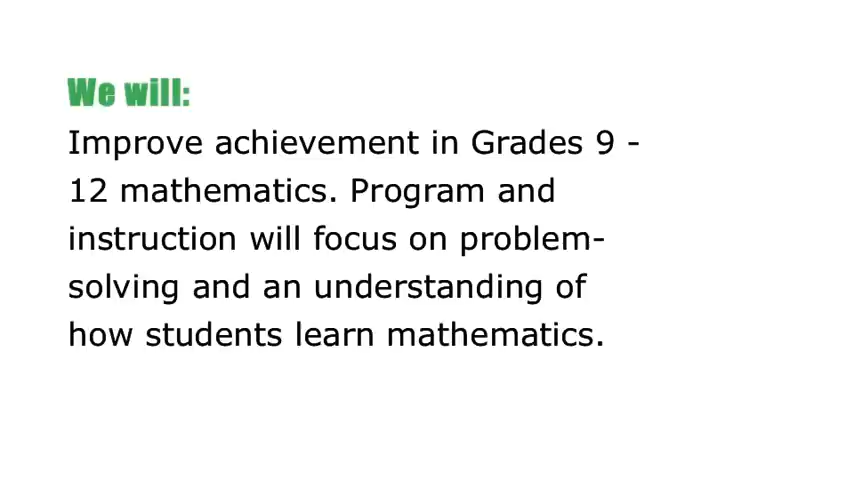 We will:
Improve achievement in Grades 9 -
12 mathematics. Program and
instruction will focus on problem-
solving and an understanding of
how students learn mathematics.